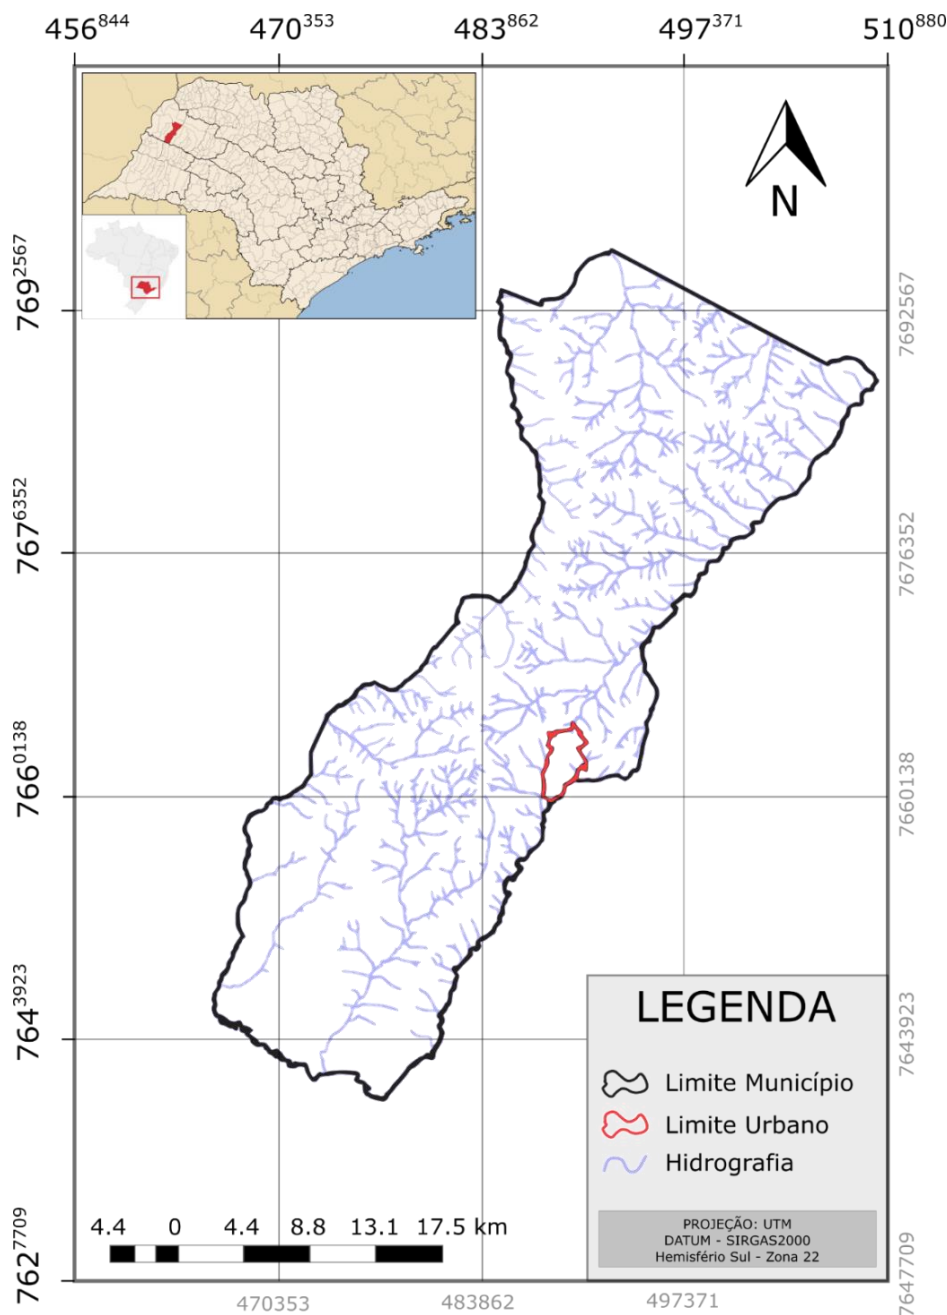 456⁸⁴⁴ 470³⁵³ 483⁸⁶² 497³⁷¹ 510⁸⁸⁰
N
769²⁵⁶⁷ 7692567
767⁶³⁵² 7676352
766⁰¹³⁸ 7660138
764³⁹²³ 7643923
LEGENDA
Limite Município
Limite Urbano
Hidrografia
4.4 0 4.4 8.8 13.1 17.5 km
PROJEÇÃO: UTM
DATUM - SIRGAS2000
Hemisfério Sul - Zona 22
762⁷⁷⁰⁹ 7647709
470353 483862 497371